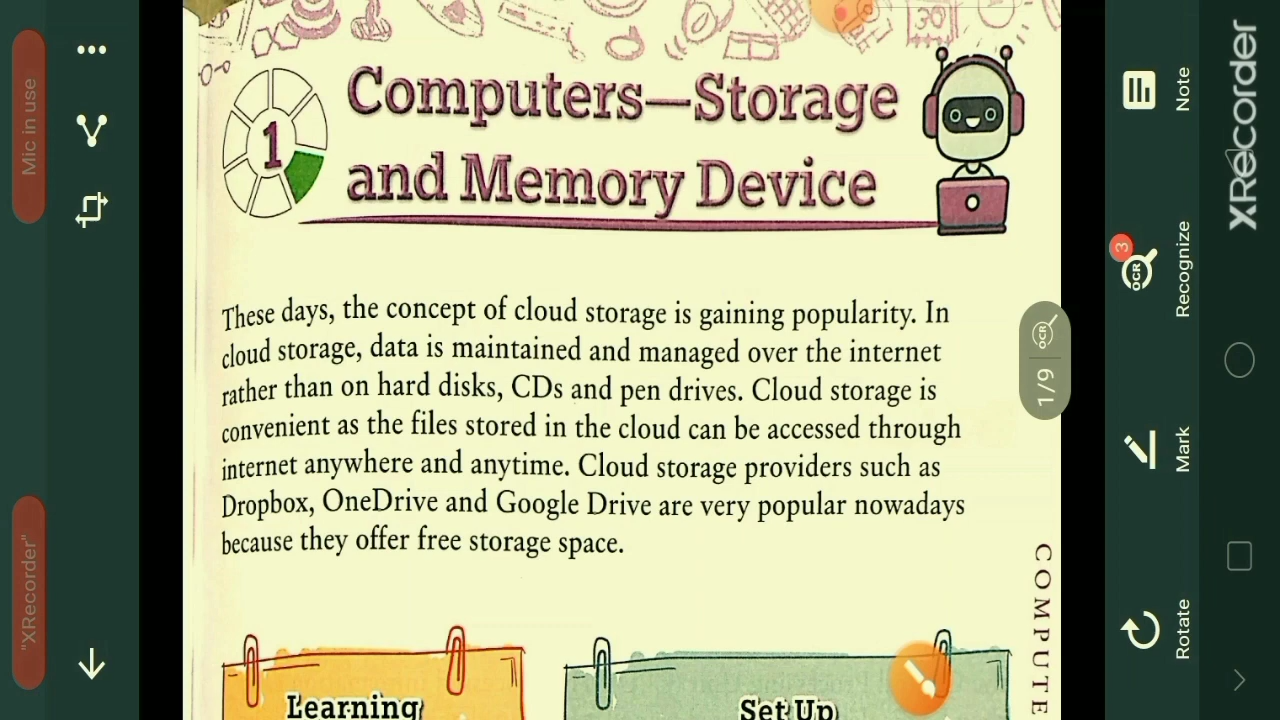 Computers—Storage
1
and Memory Device
These days, the concept of cloud storage is gaining popularity. In
cloud storage, data is maintained and managed over the internet
rather than on hard disks, CDs and pen drives. Cloud storage is
convenient as the files stored in the cloud can be accessed through
internet anywhere and anytime. Cloud storage providers such as
Dropbox, OneDrive and Google Drive are very popular nowadays
because they offer free storage space.
Learning
Set Up
COMPUTE
30
Mic in use
"XRecorder"
1/9
OCR
Note
3
OCR
Recognize
Mark
Rotate
XRecorder